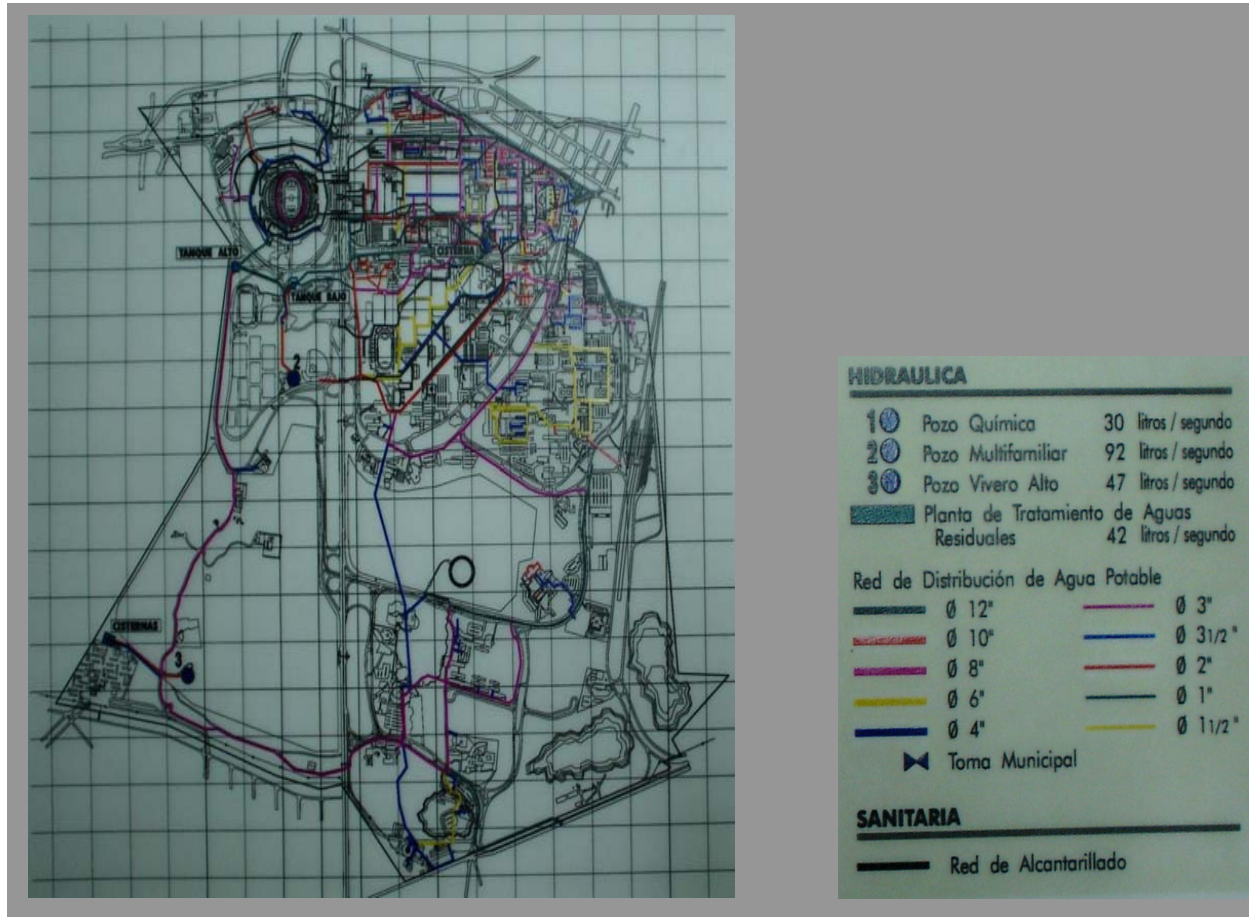 TANQUE ALTO
CISTERNA
TANQUE BAJO
2
CISTERNAS
3
HIDRAULICA
1 Pozo Química 30 litros / segundo
2 Pozo Multifamiliar 92 litros / segundo
3 Pozo Vivero Alto 47 litros / segundo
Planta de Tratamiento de Aguas
Residuales 42 litros / segundo
Red de Distribución de Agua Potable
Ø 12" Ø 3"
Ø 10" Ø 3 1/2 "
Ø 8" Ø 2"
Ø 6" Ø 1"
Ø 4" Ø 1 1/2 "
Toma Municipal
SANITARIA
Red de Alcantarillado